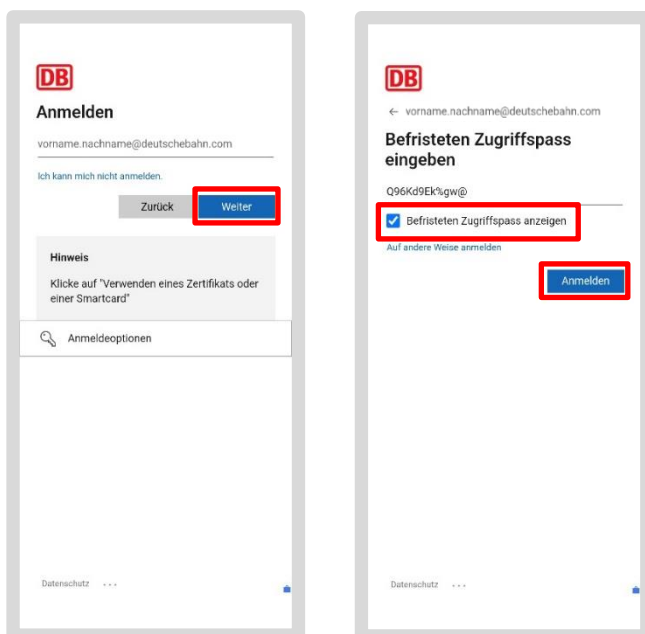 DB
Anmelden
vorname.nachname@deutschebahn.com
Ich kann mich nicht anmelden.
Zurück Weiter
Hinweis
Klicke auf "Verwenden eines Zertifikats oder
einer Smartcard"
Anmeldeoptionen
Datenschutz ...
DB
← vorname.nachname@deutschebahn.com
Befristeten Zugriffspass
eingeben
Q96Kd9Ek%gw@
Befristeten Zugriffspass anzeigen
Auf andere Weise anmelden
Anmelden
Datenschutz ...